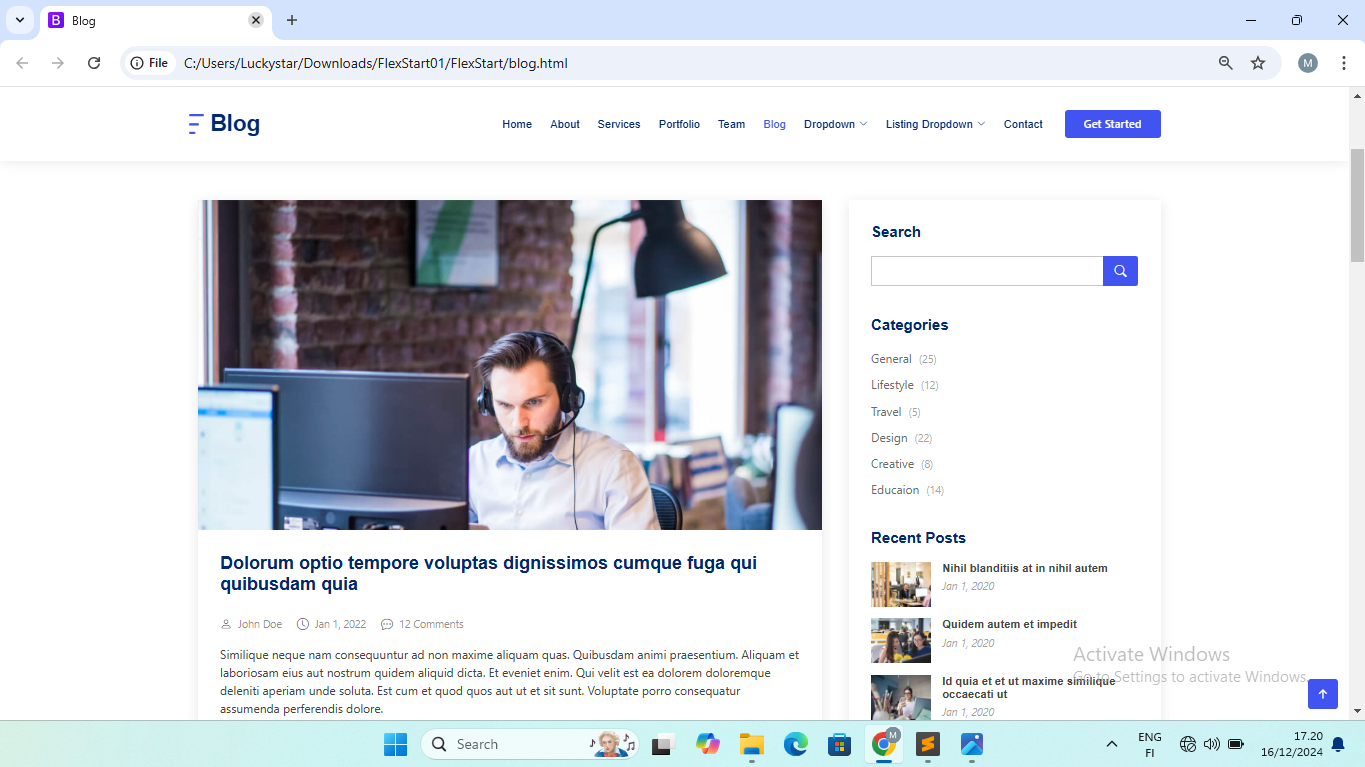 Blog
File C:/Users/Luckystar/Downloads/FlexStart01/FlexStart/blog.html M
Blog Home About Services Portfolio Team Blog Dropdown Listing Dropdown Contact Get Started
Search
Categories
General (25)
Lifestyle (12)
Travel (5)
Design (22)
Creative (8)
Educaion (14)
Recent Posts
Nihil blanditiis at in nihil autem
Jan 1, 2020
Quidem autem et impedit
Jan 1, 2020
Id quia et et ut maxime similique
occaecati ut
Jan 1, 2020
Dolorum optio tempore voluptas dignissimos cumque fuga qui
quibusdam quia
John Doe Jan 1, 2022 12 Comments
Similique neque nam consequuntur ad non maxime aliquam quas. Quibusdam animi praesentium. Aliquam et
laboriosam eius aut nostrum quidem aliquid dicta. Et eveniet enim. Qui velit est ea dolorem doloremque
deleniti aperiam unde soluta. Est cum et quod quos aut ut et sit sunt. Voluptate porro consequatur
assumenda perferendis dolore.
Activate Windows
Go to Settings to activate Windows.
Search
M
ENG
FI
17.20
16/12/2024